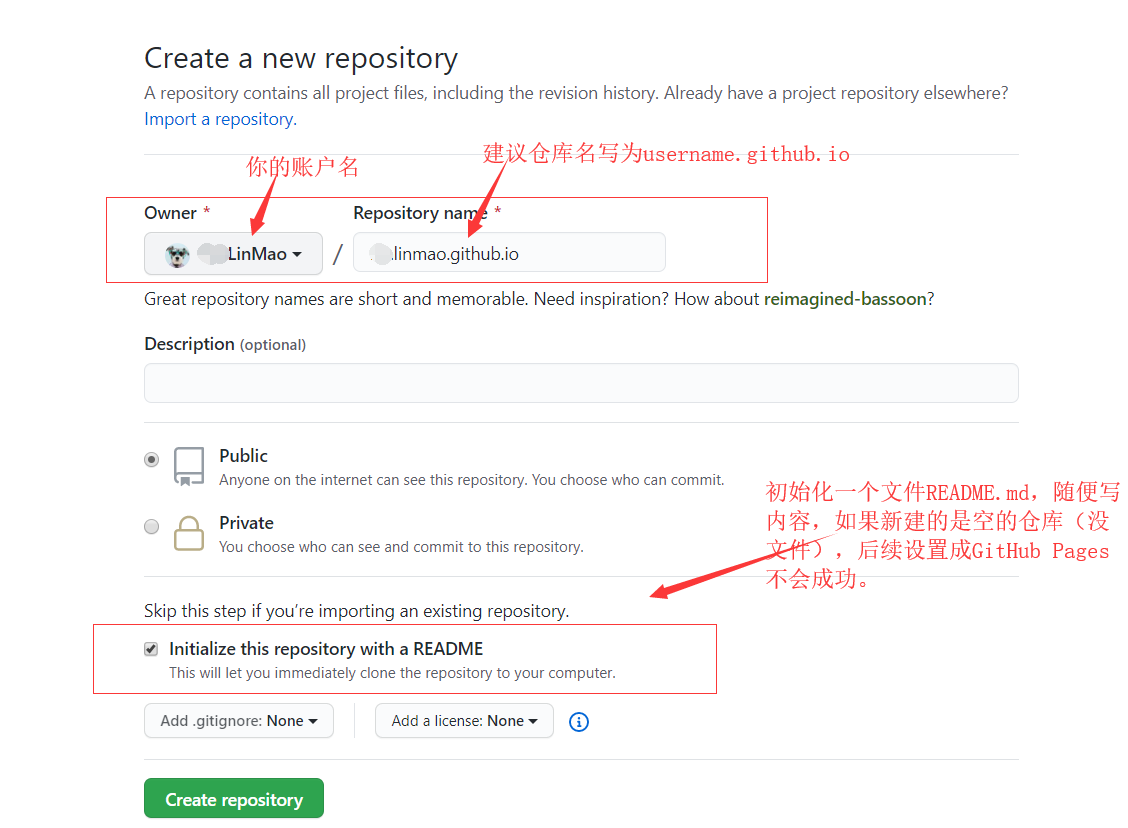 Create a new repository
A repository contains all project files, including the revision history. Already have a project repository elsewhere?
Import a repository.
你的账户名
建议仓库名写为username.github.io
Owner *
Repository name *
LinMao
/
.linmao.github.io
Great repository names are short and memorable. Need inspiration? How about reimagined-bassoon?
Description (optional)
Public
Anyone on the internet can see this repository. You choose who can commit.
Private
You choose who can see and commit to this repository.
初始化一个文件README.md，随便写
内容，如果新建的是空的仓库（没
文件），后续设置成GitHub Pages
不会成功。
Skip this step if you’re importing an existing repository.
Initialize this repository with a README
This will let you immediately clone the repository to your computer.
Add .gitignore: None
Add a license: None
Create repository